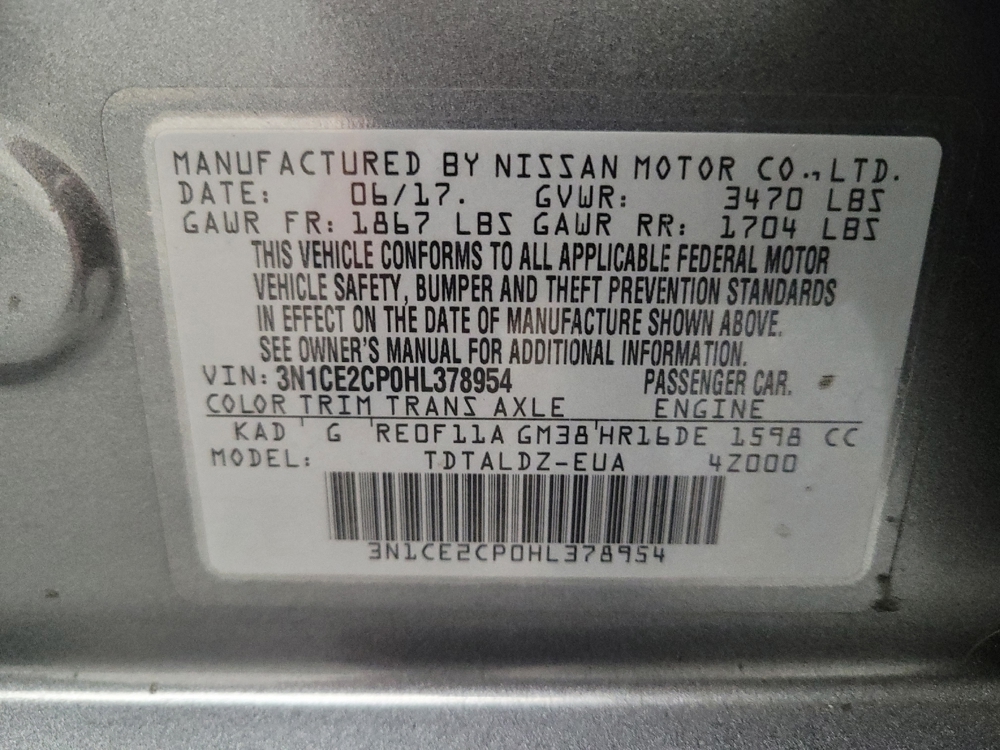 MANUFACTURED BY NISSAN MOTOR CO., LTD.
DATE: 06/17. GVWR: 3470 LBS
GAWR FR: 1867 LBS GAWR RR: 1704 LBS
THIS VEHICLE CONFORMS TO ALL APPLICABLE FEDERAL MOTOR
VEHICLE SAFETY, BUMPER AND THEFT PREVENTION STANDARDS
IN EFFECT ON THE DATE OF MANUFACTURE SHOWN ABOVE.
SEE OWNER'S MANUAL FOR ADDITIONAL INFORMATION.
VIN: 3N1CE2CP0HL378954 PASSENGER CAR.
COLOR TRIM TRANS AXLE ENGINE
KAD G RE0F11A GM38 HR16DE 1598 CC
MODEL: TDTALDZ-EUA 4Z000
3N1CE2CP0HL378954